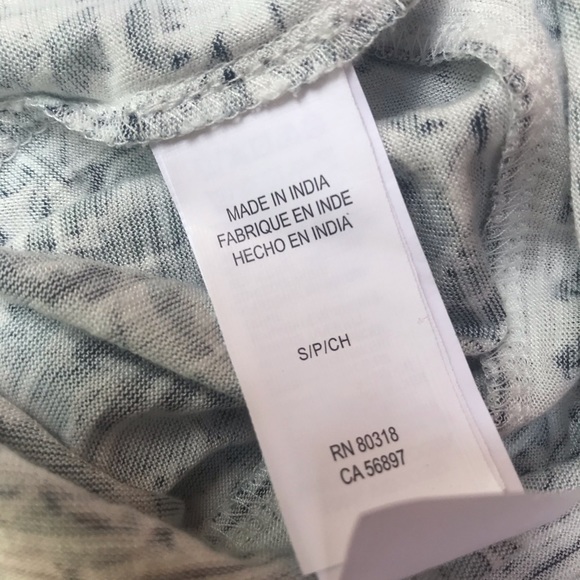 MADE IN INDIA
FABRIQUE EN INDE
HECHO EN INDIA
S/P/CH
RN 80318
CA 56897